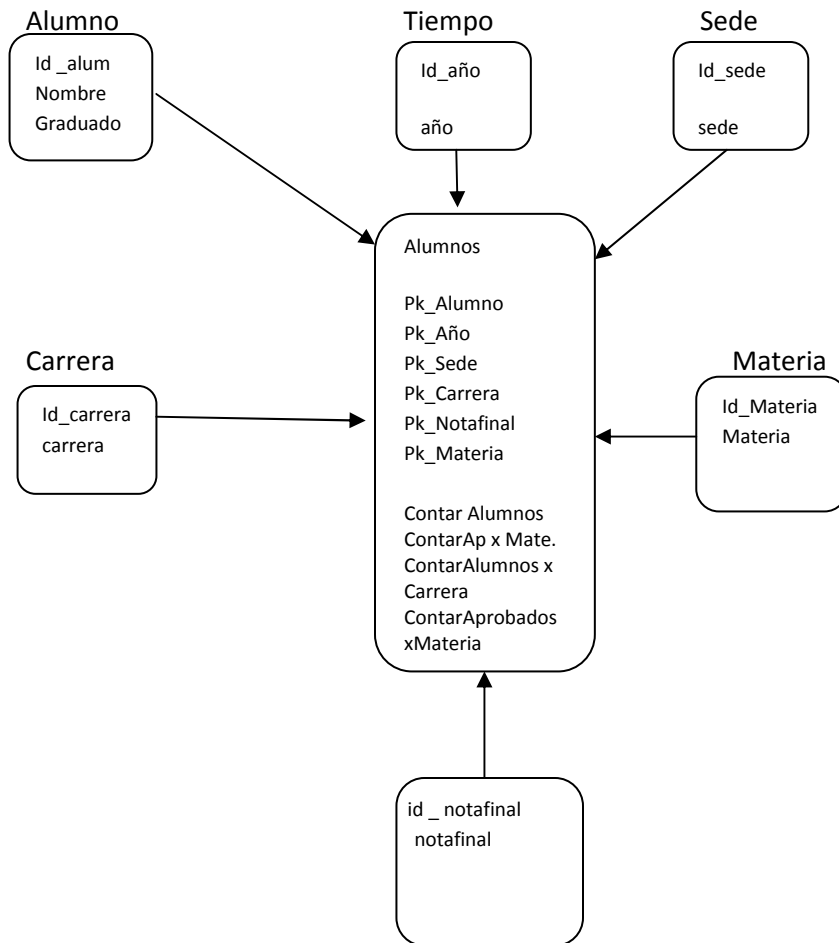 Alumno
Id _alum
Nombre
Graduado
Tiempo
Id_año
año
Sede
Id_sede
sede
Alumnos
Pk_Alumno
Pk_Año
Pk_Sede
Pk_Carrera
Pk_Notafinal
Pk_Materia
Contar Alumnos
ContarAp x Mate.
ContarAlumnos x
Carrera
ContarAprobados
xMateria
Carrera
Id_carrera
carrera
Materia
Id_Materia
Materia
id _ notafinal
notafinal